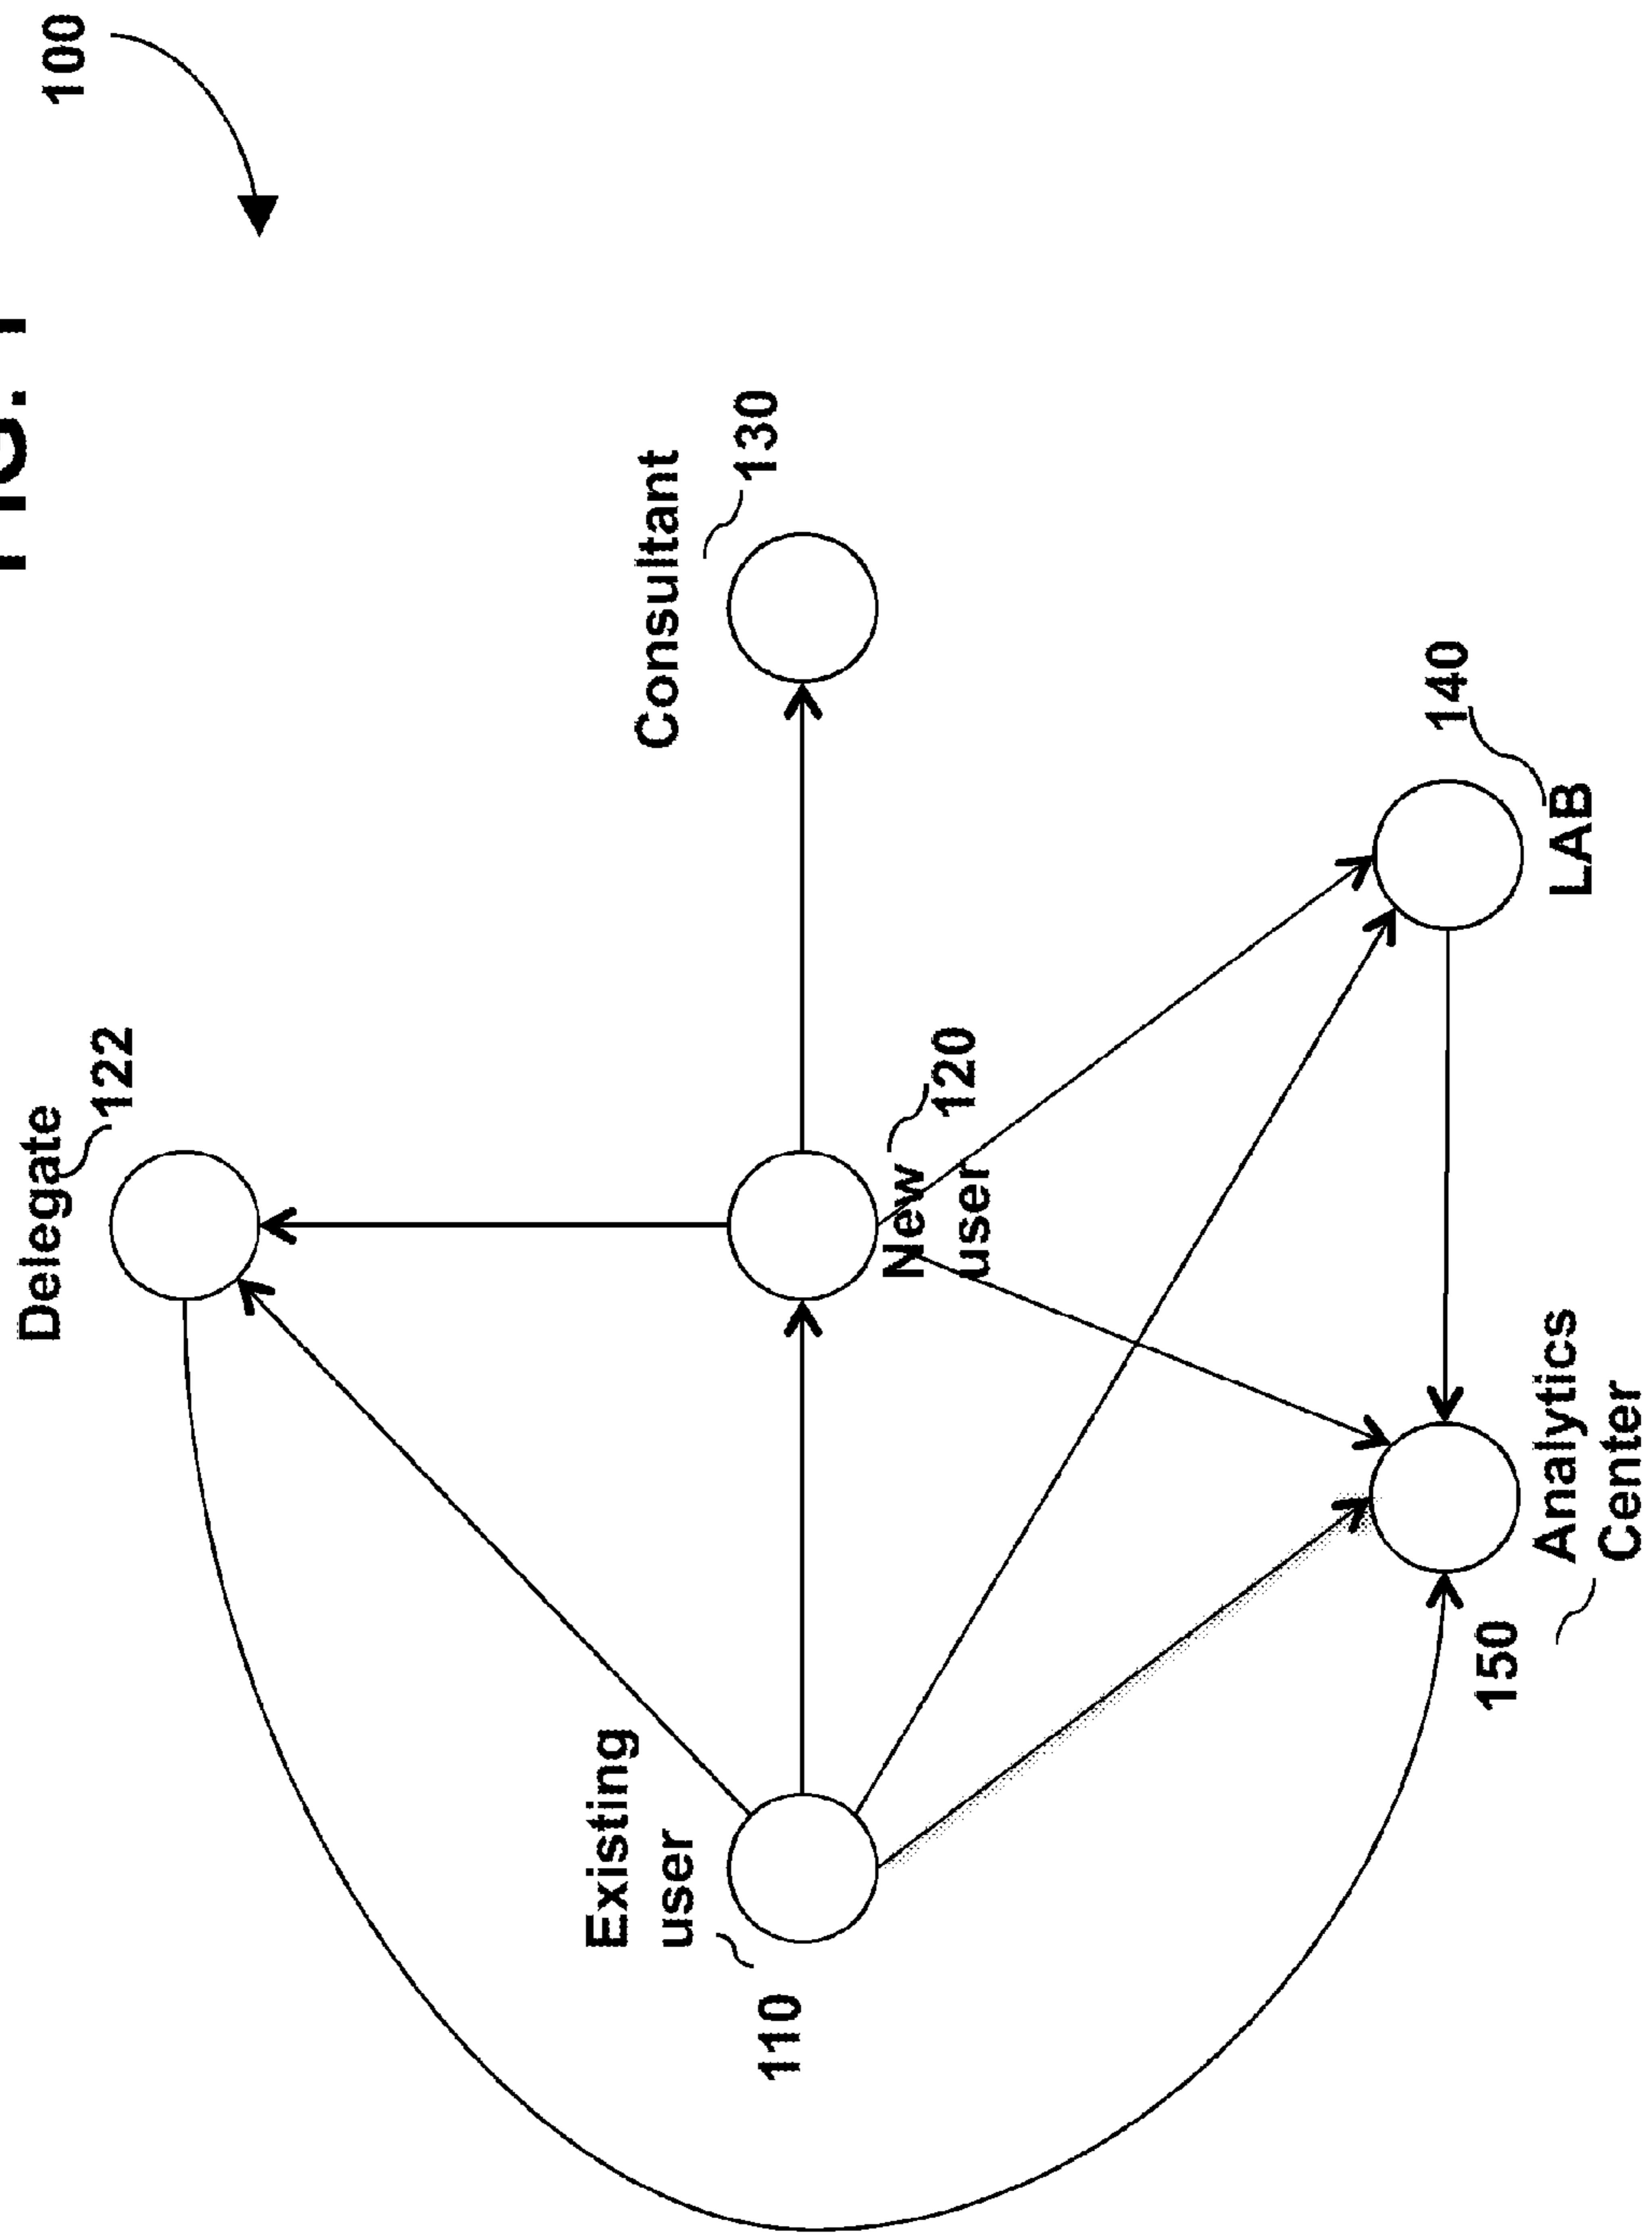 FIG. 1
100
Delegate
122
Existing
user
110
New
user
120
Consultant
130
LAB
140
Analytics
Center
150